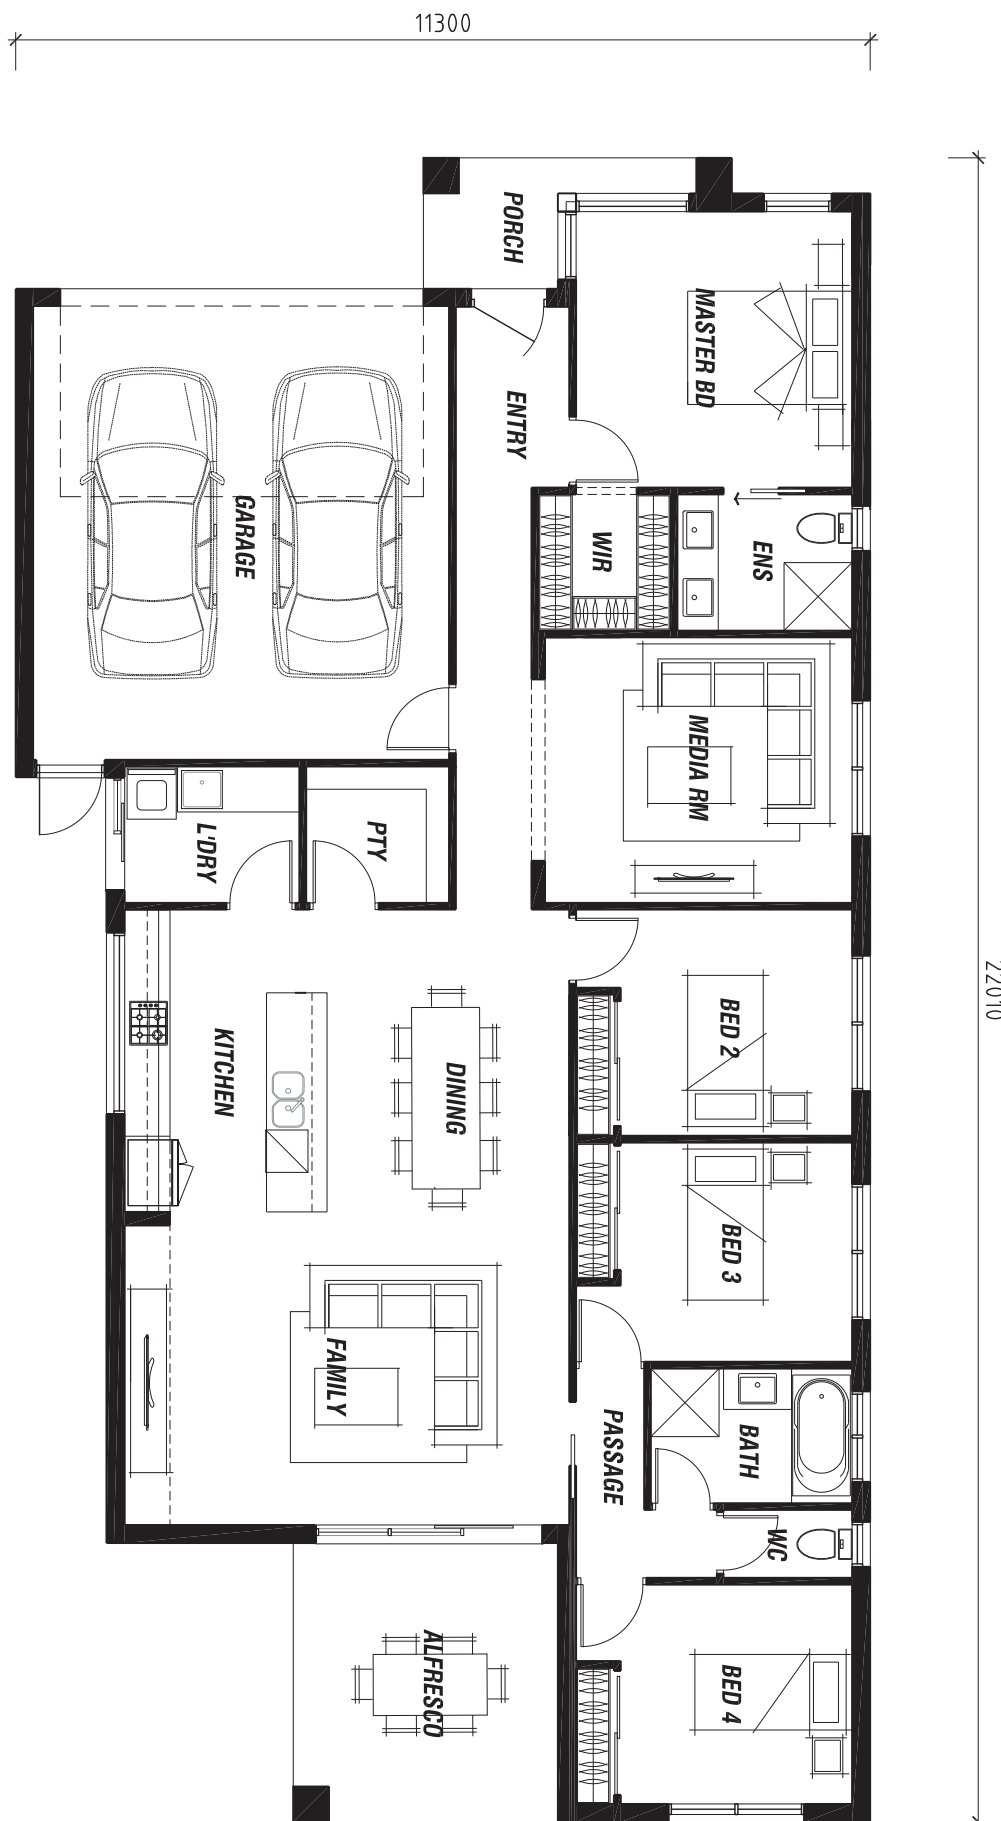 11300
PORCH
MASTER BD
ENTRY
GARAGE
WIR
ENS
MEDIA RM
L'DRY
PTY
22010
BED 2
KITCHEN
DINING
BED 3
FAMILY
PASSAGE
BATH
WC
ALFRESCO
BED 4